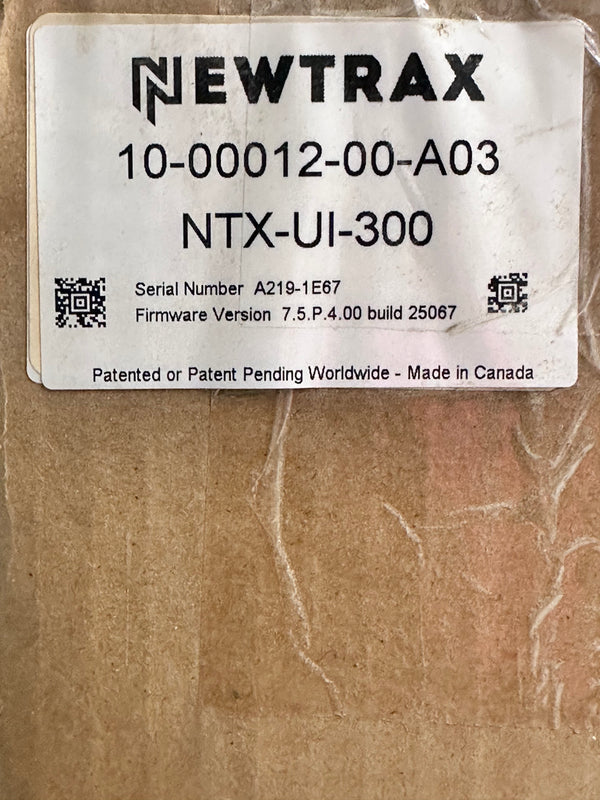 NEWTRAX
10-00012-00-A03
NTX-UI-300
Serial Number A219-1E67
Firmware Version 7.5.P.4.00 build 25067
Patented or Patent Pending Worldwide - Made in Canada